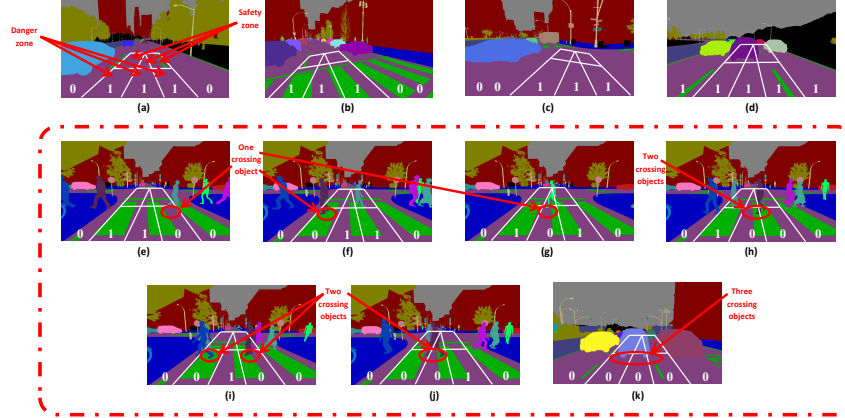 Danger
zone
Safety
zone
0 1 1 1 0
0 1 1 0 0
0 0 1 1 1
1 1 1 1 1
(a)
(b)
(c)
(d)
One
crossing
object
Two
crossing
objects
0 1 1 0 0
0 0 1 1 0
0 1 0 1 0
0 1 0 0 0
(e)
(f)
(g)
(h)
Two
crossing
objects
Three
crossing
objects
0 0 1 0 0
0 0 0 1 0
0 0 0 0 0
(i)
(j)
(k)